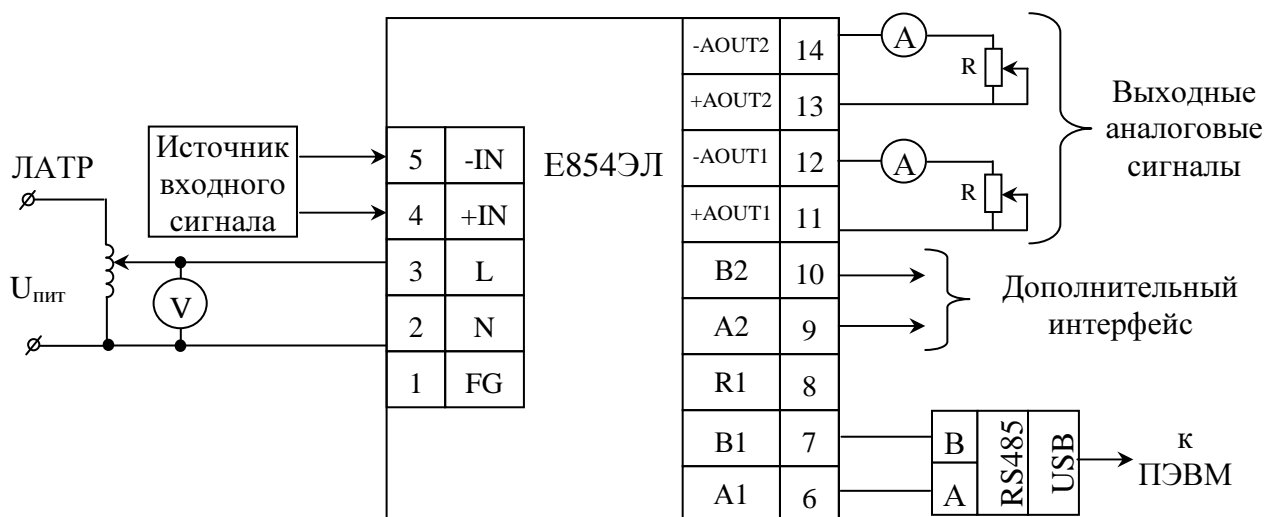 ЛАТР
Uпит
V
Источник
входного
сигнала
5 -IN
4 +IN
3 L
2 N
1 FG
Е854ЭЛ
-AOUT2 14
+AOUT2 13
-AOUT1 12
+AOUT1 11
B2 10
A2 9
R1 8
B1 7
A1 6
A
R
A
R
Выходные
аналоговые
сигналы
Дополнительный
интерфейс
B
A
RS485
USB
к
ПЭВМ